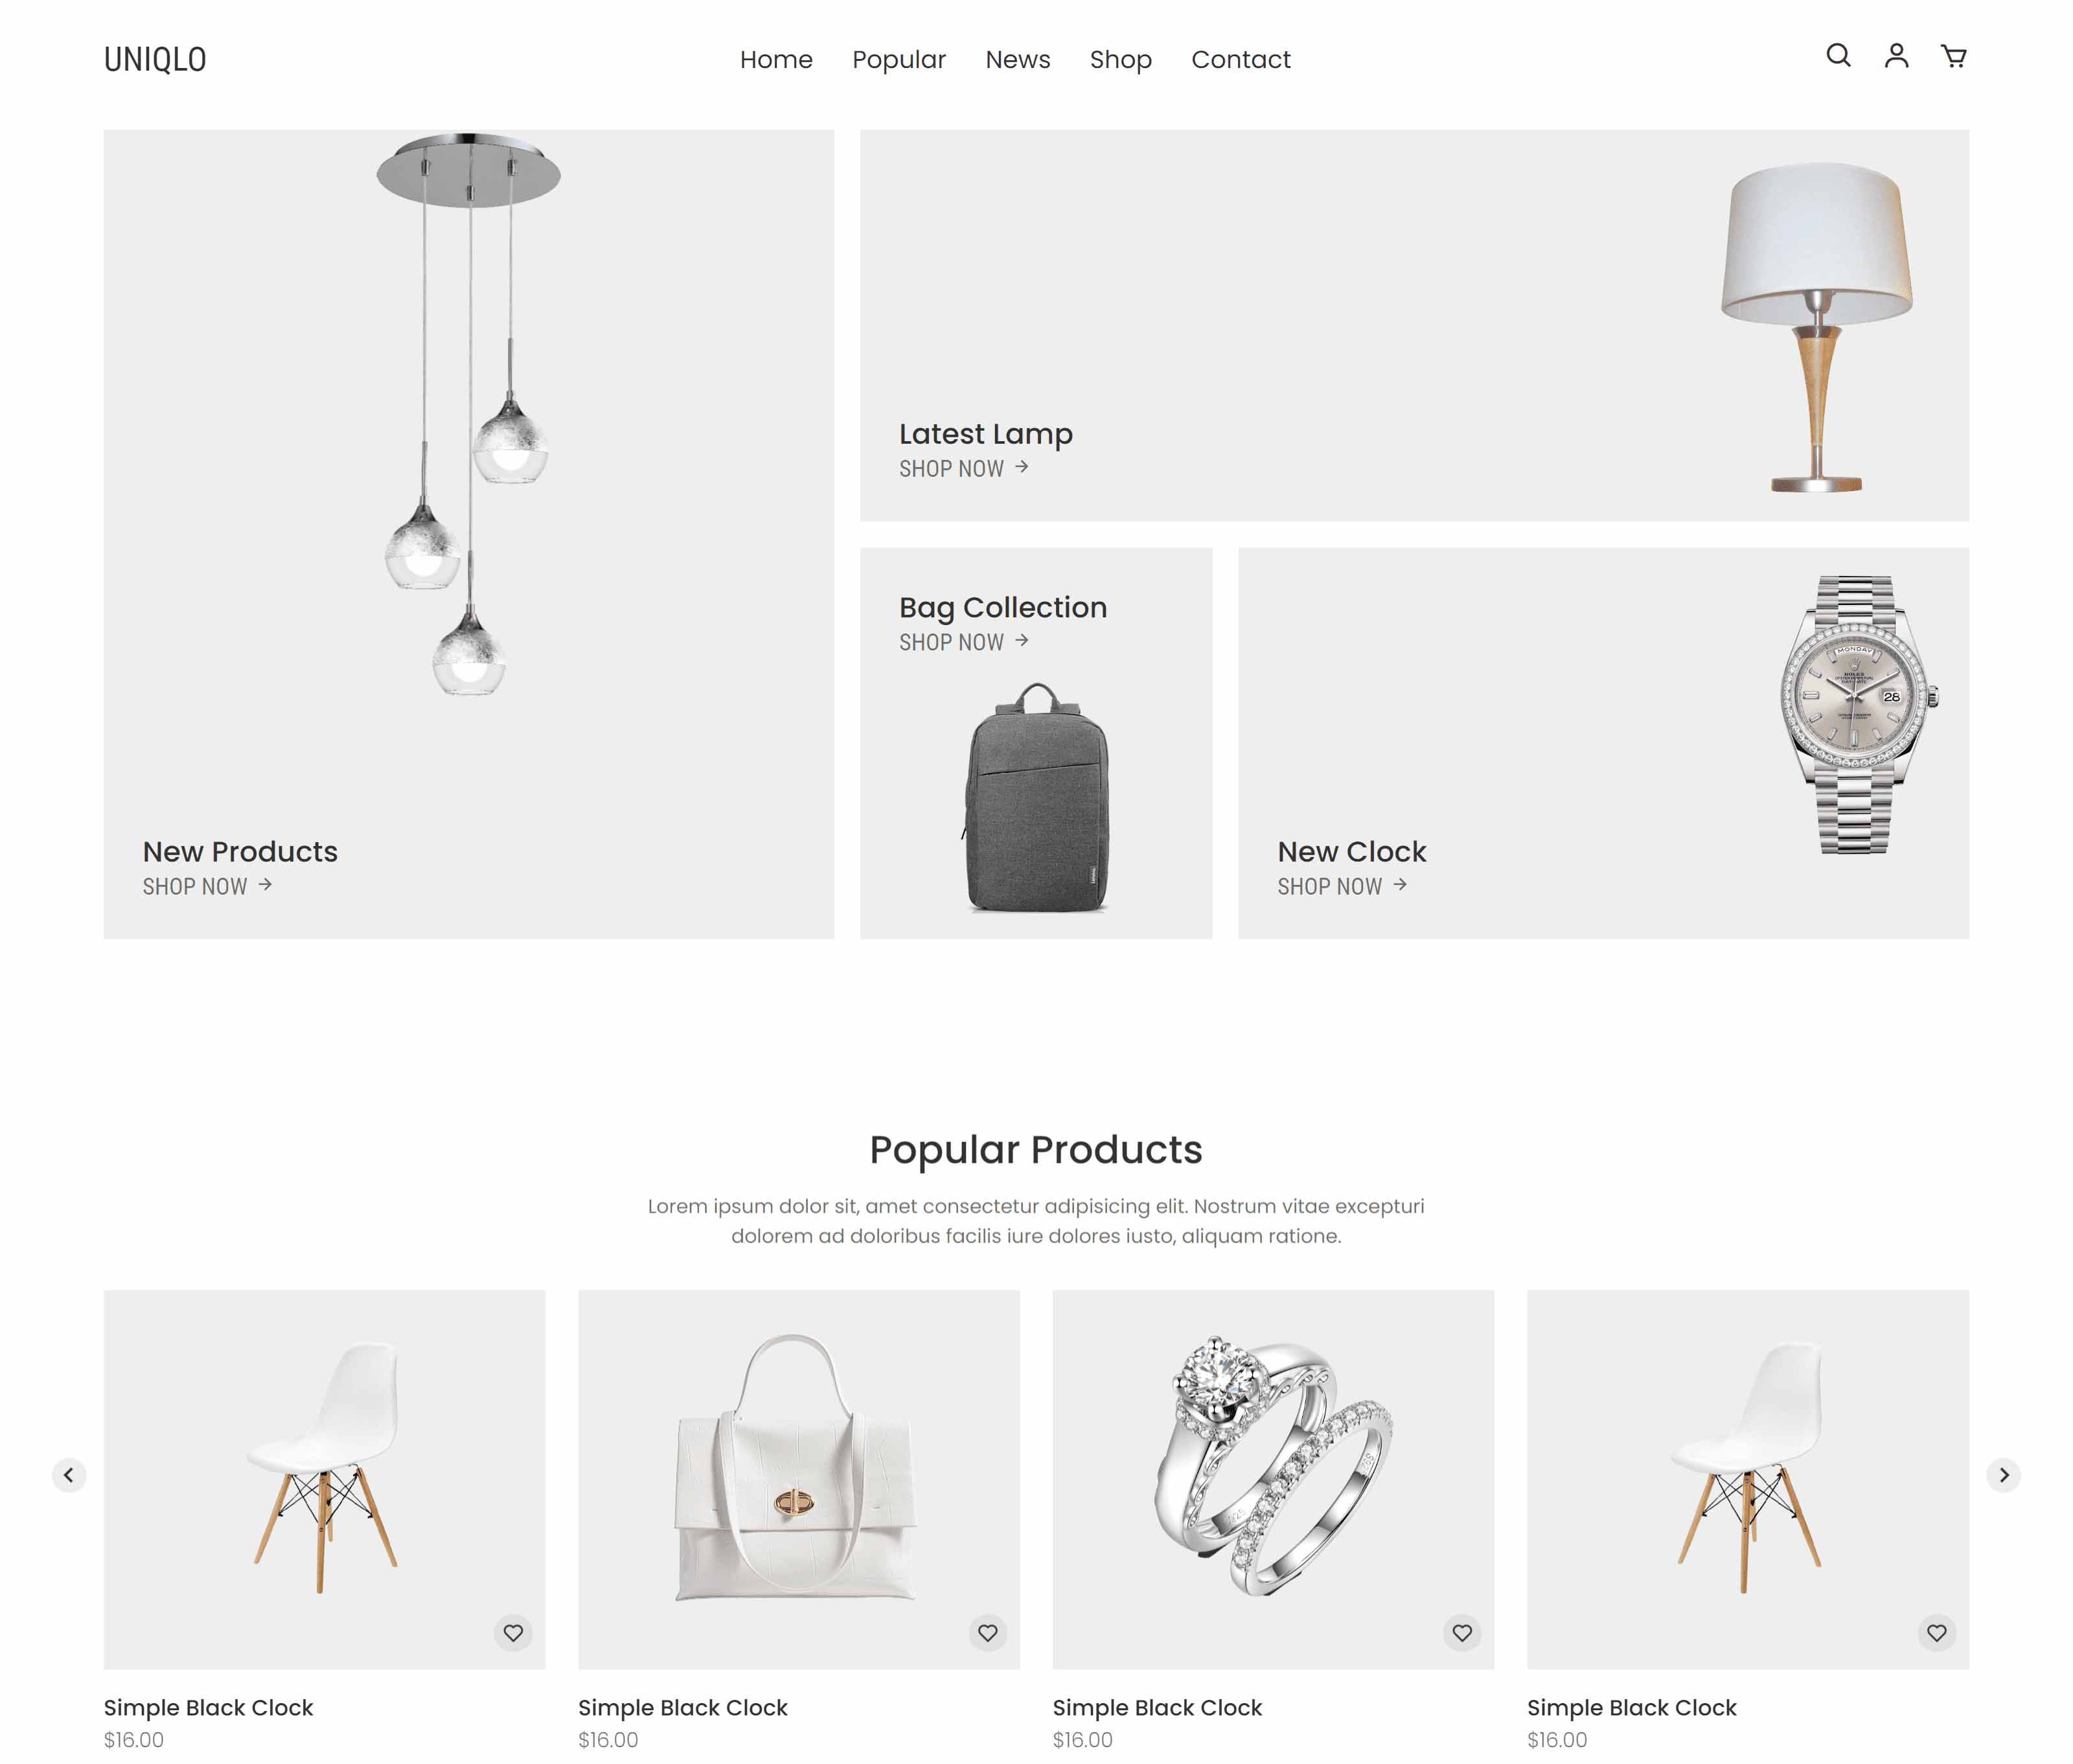 UNIQLO
Home Popular News Shop Contact
Latest Lamp
SHOP NOW
Bag Collection
SHOP NOW
MONDAY
ROLEX
28
New Products
SHOP NOW
New Clock
SHOP NOW
Popular Products
Lorem ipsum dolor sit, amet consectetur adipisicing elit. Nostrum vitae excepturi
dolorem ad doloribus facilis iure dolores iusto, aliquam ratione.
Simple Black Clock
$16.00
Simple Black Clock
$16.00
Simple Black Clock
$16.00
Simple Black Clock
$16.00